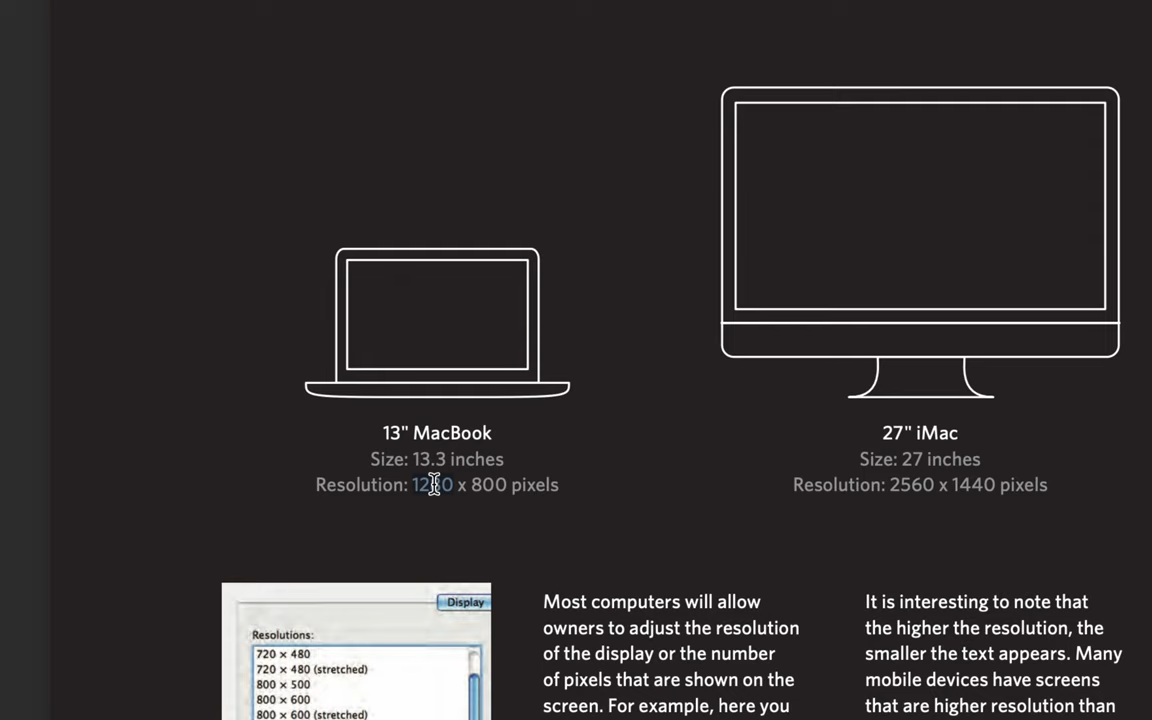 13" MacBook
Size: 13.3 inches
Resolution: 1280 x 800 pixels
27" iMac
Size: 27 inches
Resolution: 2560 x 1440 pixels
Display
Resolutions:
720 × 480
720 × 480 (stretched)
800 × 500
800 × 600
800 × 600 (stretched)
Most computers will allow
owners to adjust the resolution
of the display or the number
of pixels that are shown on the
screen. For example, here you
It is interesting to note that
the higher the resolution, the
smaller the text appears. Many
mobile devices have screens
that are higher resolution than